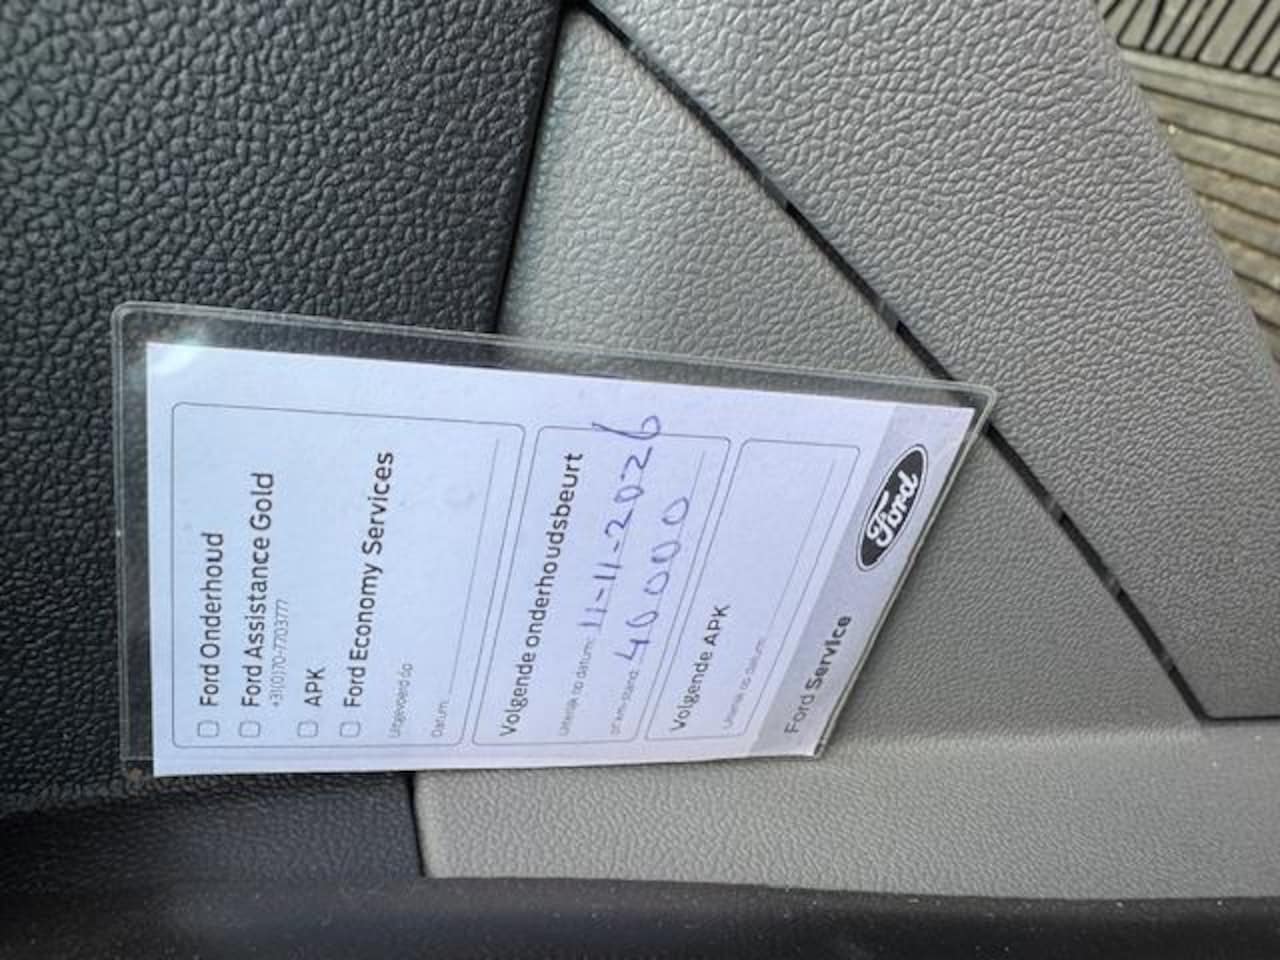 Ford Onderhoud
Ford Assistance Gold
+31(0)70-7703777
APK
Ford Economy Services
Uitgevoerd op
Datum:
Volgende onderhoudsbeurt
Uiterlijk op datum: 11-11-2026
of km-stand: 40000
Volgende APK
Uiterlijk op datum:
Ford Service
Ford